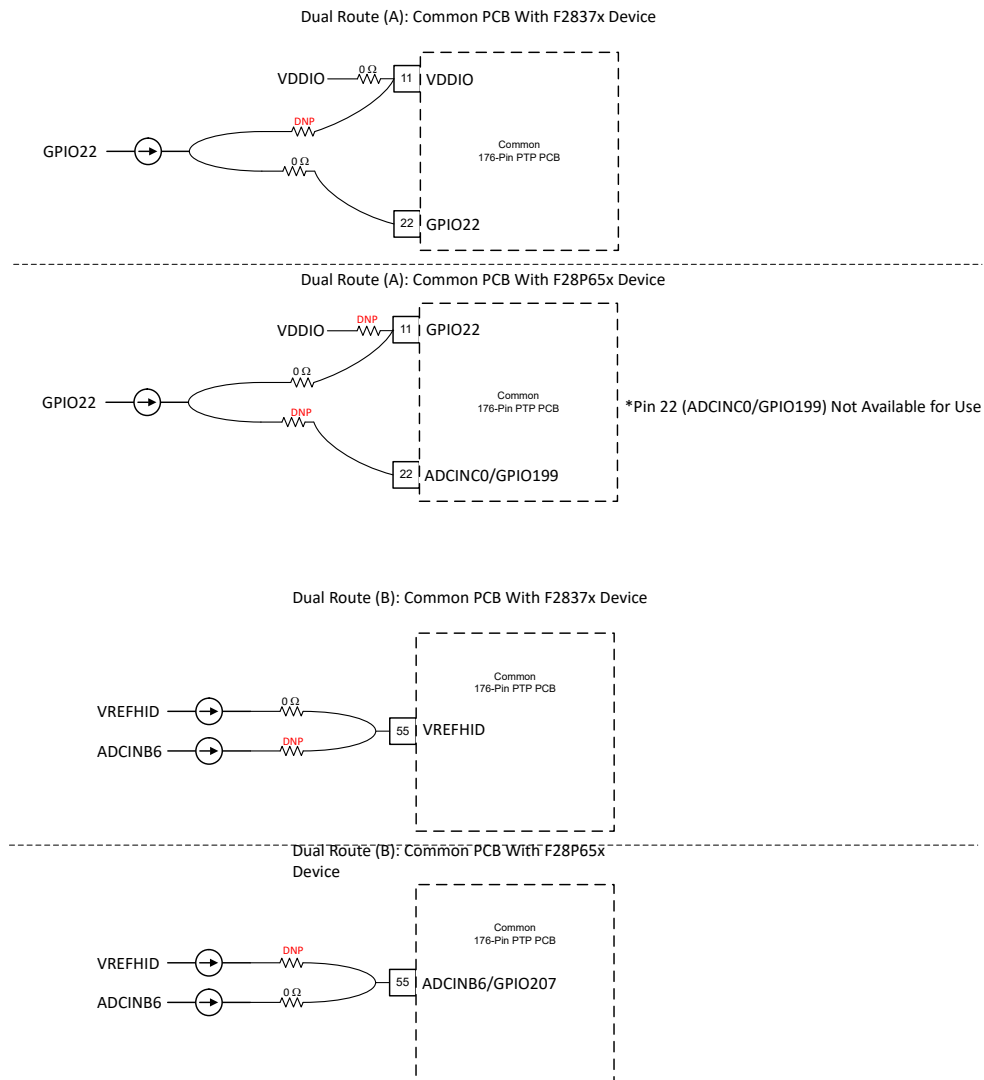 Dual Route (A): Common PCB With F2837x Device
VDDIO
0 Ω
11
VDDIO
DNP
Common
176-Pin PTP PCB
GPIO22
0 Ω
22
GPIO22
Dual Route (A): Common PCB With F28P65x Device
VDDIO
DNP
11
GPIO22
0 Ω
Common
176-Pin PTP PCB
GPIO22
DNP
*Pin 22 (ADCINC0/GPIO199) Not Available for Use
22
ADCINC0/GPIO199
Dual Route (B): Common PCB With F2837x Device
Common
176-Pin PTP PCB
VREFHID
0 Ω
55
VREFHID
ADCINB6
DNP
Dual Route (B): Common PCB With F28P65x
Device
Common
176-Pin PTP PCB
VREFHID
DNP
55
ADCINB6/GPIO207
ADCINB6
0 Ω